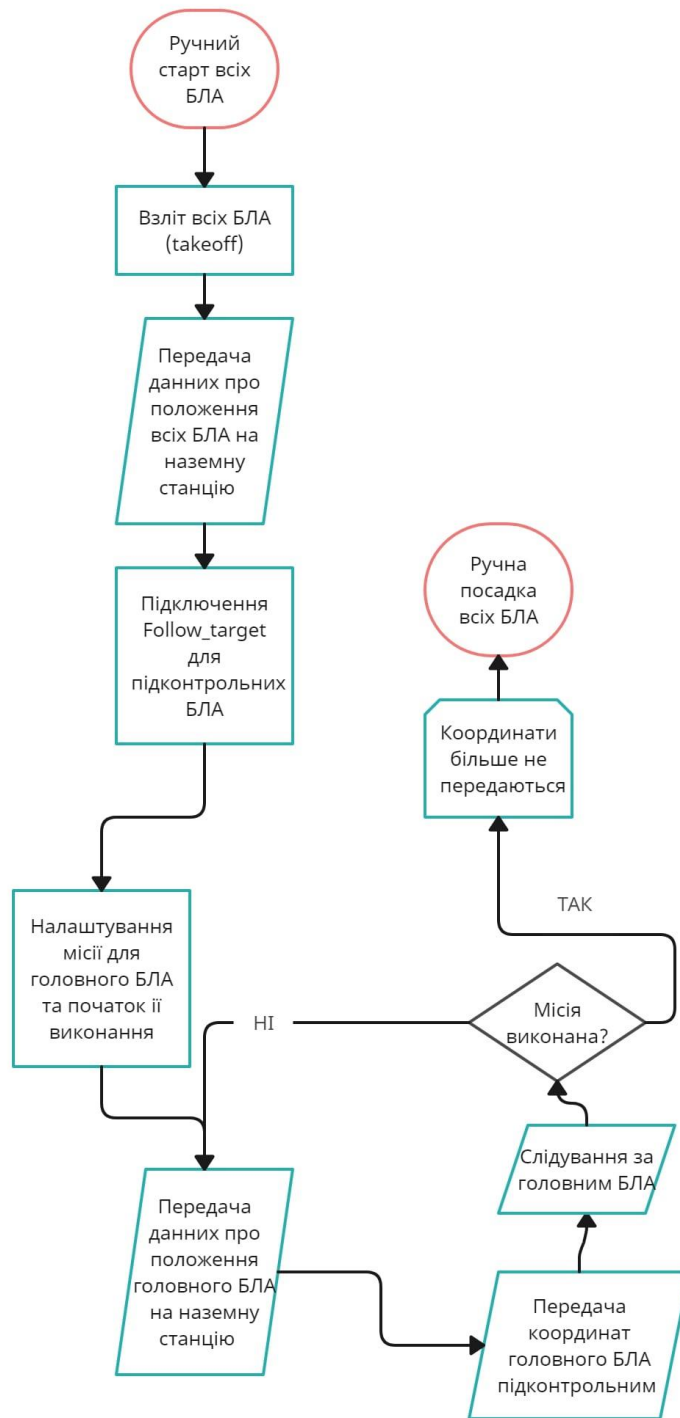 Ручний
старт всіх
БЛА
Взліт всіх БЛА
(takeoff)
Передача
данних про
положення
всіх БЛА на
наземну
станцію
Підключення
Follow_target
для
підконтрольних
БЛА
Налаштування
місії для
головного БЛА
та початок ії
виконання
Передача
данних про
положення
головного БЛА
на наземну
станцію
Передача
координат
головного БЛА
підконтрольним
Слідування за
головним БЛА
Місія
виконана?
НІ
ТАК
Координати
більше не
передаються
Ручна
посадка
всіх БЛА